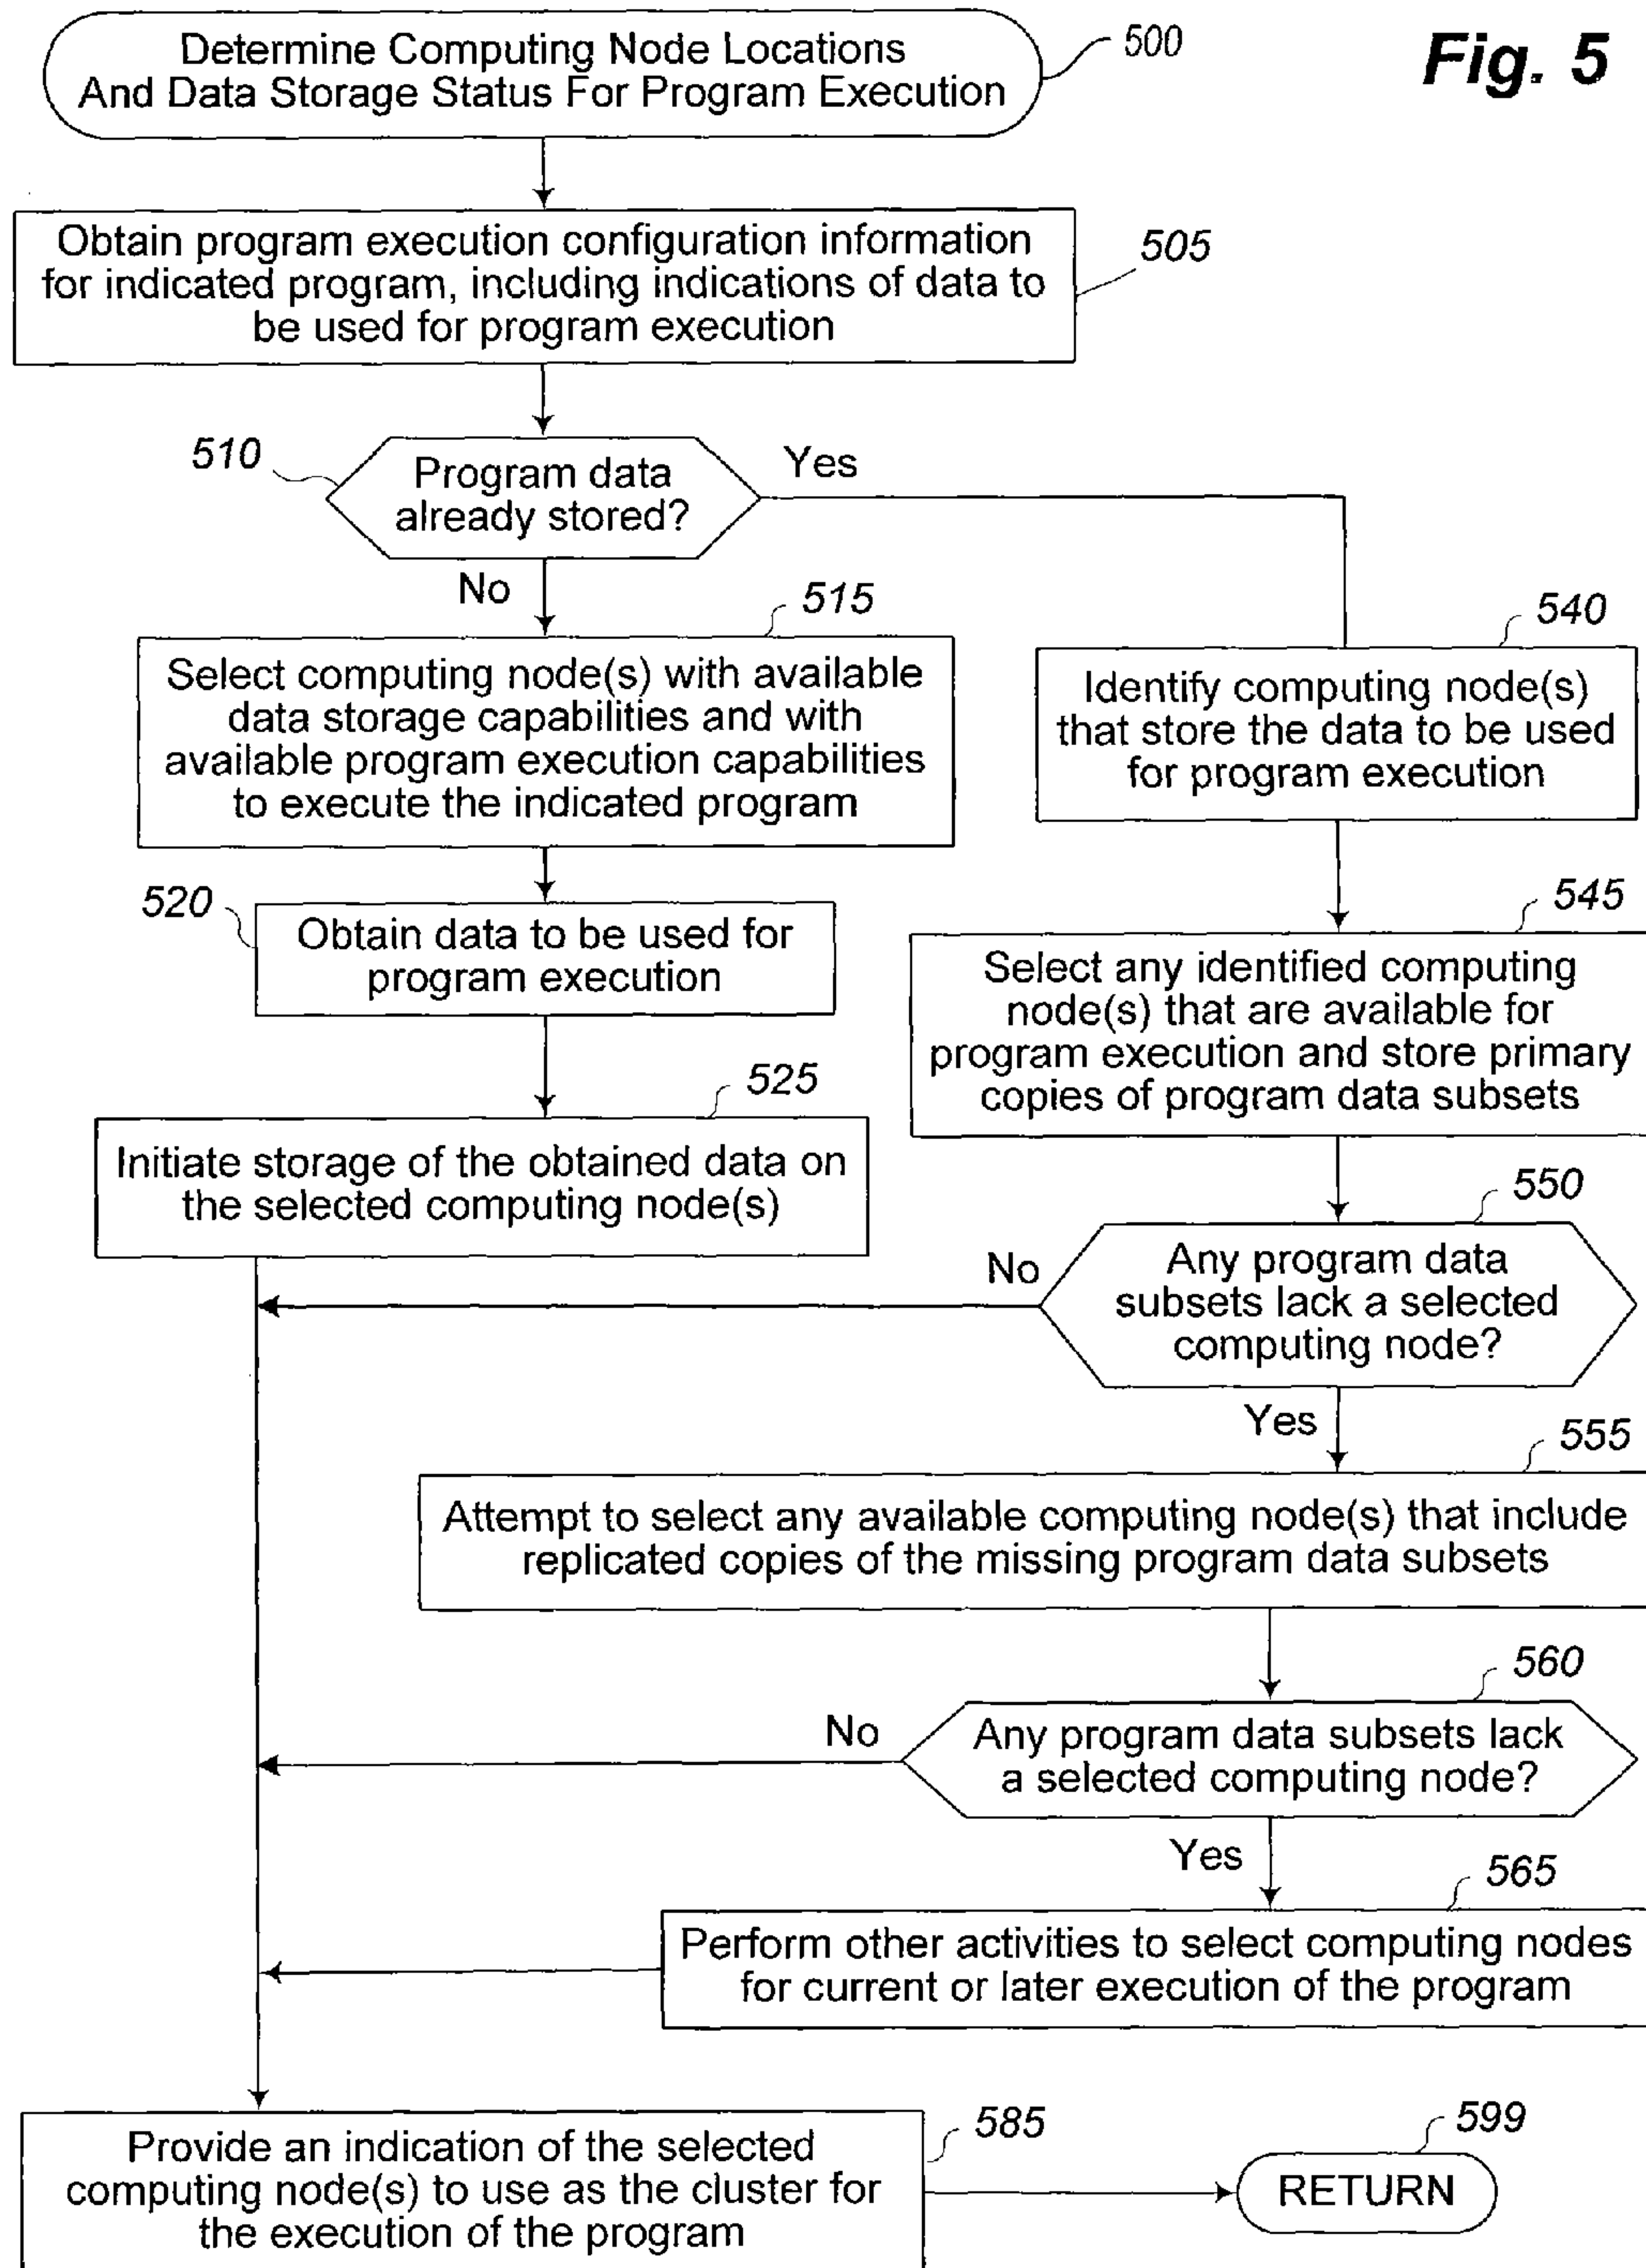 Fig. 5
Determine Computing Node Locations
And Data Storage Status For Program Execution
500
Obtain program execution configuration information
for indicated program, including indications of data to
be used for program execution
505
510
Program data
already stored?
Yes
No
515
Select computing node(s) with available
data storage capabilities and with
available program execution capabilities
to execute the indicated program
540
Identify computing node(s)
that store the data to be used
for program execution
520
Obtain data to be used for
program execution
545
Select any identified computing
node(s) that are available for
program execution and store primary
copies of program data subsets
525
Initiate storage of the obtained data on
the selected computing node(s)
550
Any program data
subsets lack a selected
computing node?
No
Yes
555
Attempt to select any available computing node(s) that include
replicated copies of the missing program data subsets
560
Any program data subsets lack
a selected computing node?
No
Yes
565
Perform other activities to select computing nodes
for current or later execution of the program
585
Provide an indication of the selected
computing node(s) to use as the cluster for
the execution of the program
599
RETURN